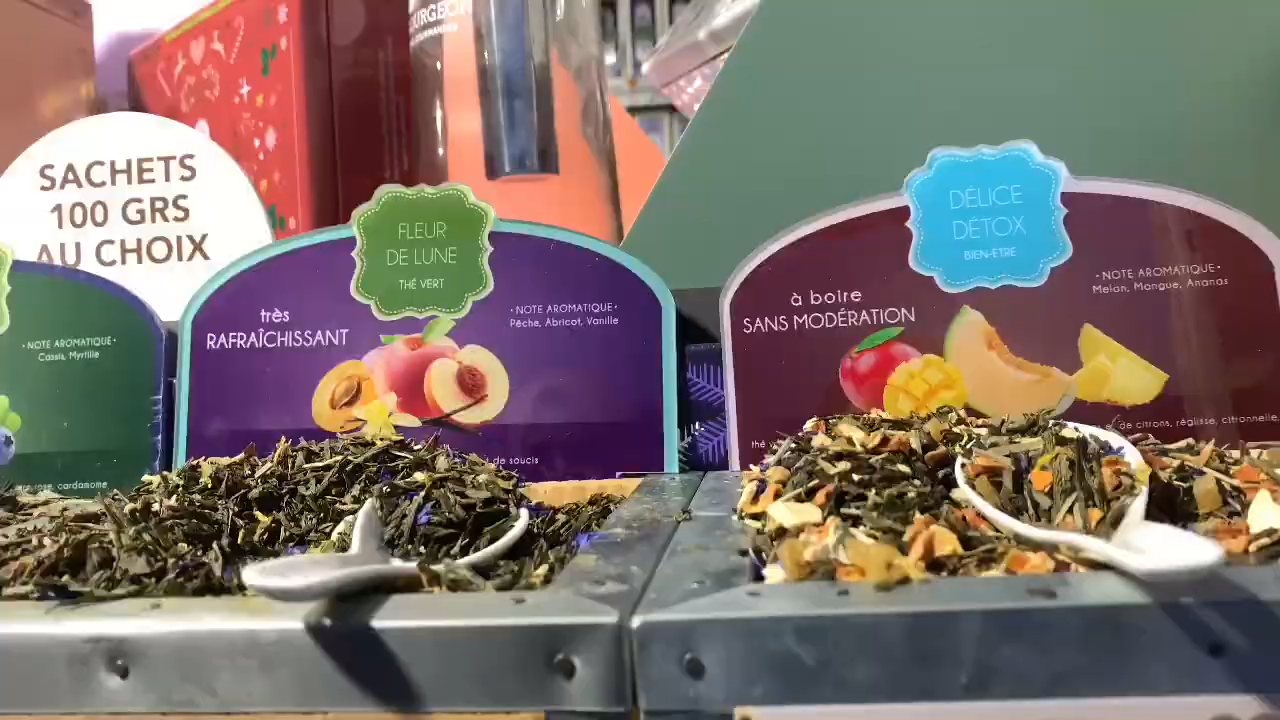 OURGEON
SACHETS
100 GRS
AU CHOIX
· NOTE AROMATIQUE ·
Cassis, Myrtille
rose, cardamome
FLEUR
DE LUNE
THÉ VERT
très
RAFRAÎCHISSANT
· NOTE AROMATIQUE ·
Pêche, Abricot, Vanille
de soucis
DÉLICE
DÉTOX
BIEN-ÊTRE
à boire
SANS MODÉRATION
· NOTE AROMATIQUE ·
Melon, Mangue, Ananas
thé
de citrons, réglisse, citronnelle,